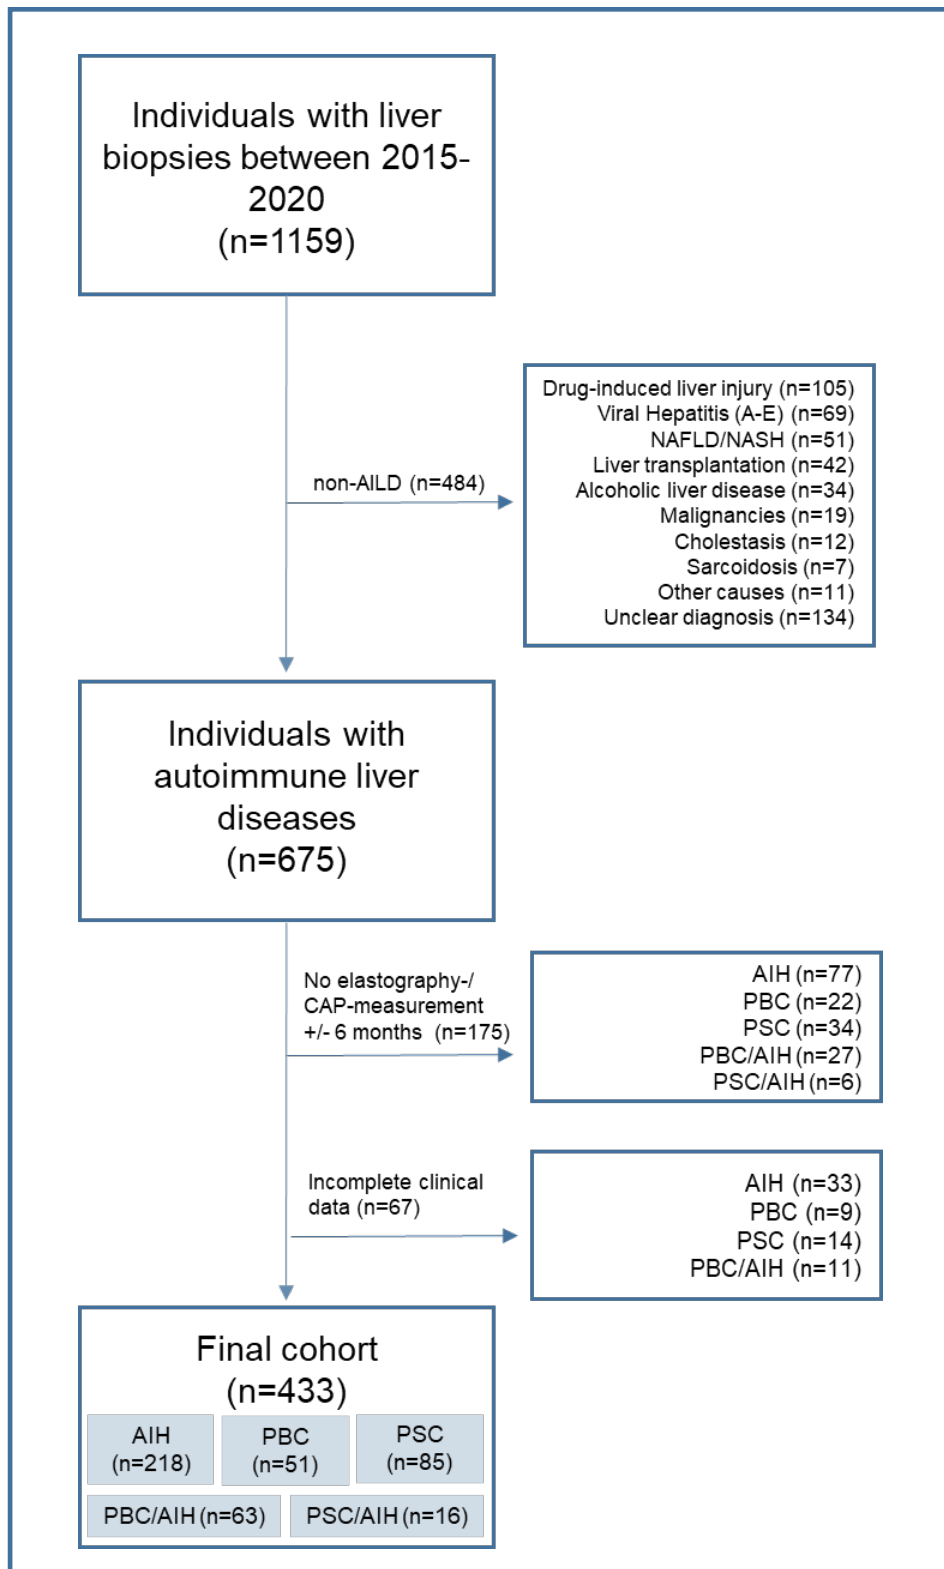 Individuals with liver
biopsies between 2015-
2020
(n=1159)
non-AILD (n=484)
Drug-induced liver injury (n=105)
Viral Hepatitis (A-E) (n=69)
NAFLD/NASH (n=51)
Liver transplantation (n=42)
Alcoholic liver disease (n=34)
Malignancies (n=19)
Cholestasis (n=12)
Sarcoidosis (n=7)
Other causes (n=11)
Unclear diagnosis (n=134)
Individuals with
autoimmune liver
diseases
(n=675)
No elastography-/
CAP-measurement
+/- 6 months (n=175)
AIH (n=77)
PBC (n=22)
PSC (n=34)
PBC/AIH (n=27)
PSC/AIH (n=6)
Incomplete clinical
data (n=67)
AIH (n=33)
PBC (n=9)
PSC (n=14)
PBC/AIH (n=11)
Final cohort
(n=433)
AIH
(n=218)
PBC
(n=51)
PSC
(n=85)
PBC/AIH (n=63)
PSC/AIH (n=16)